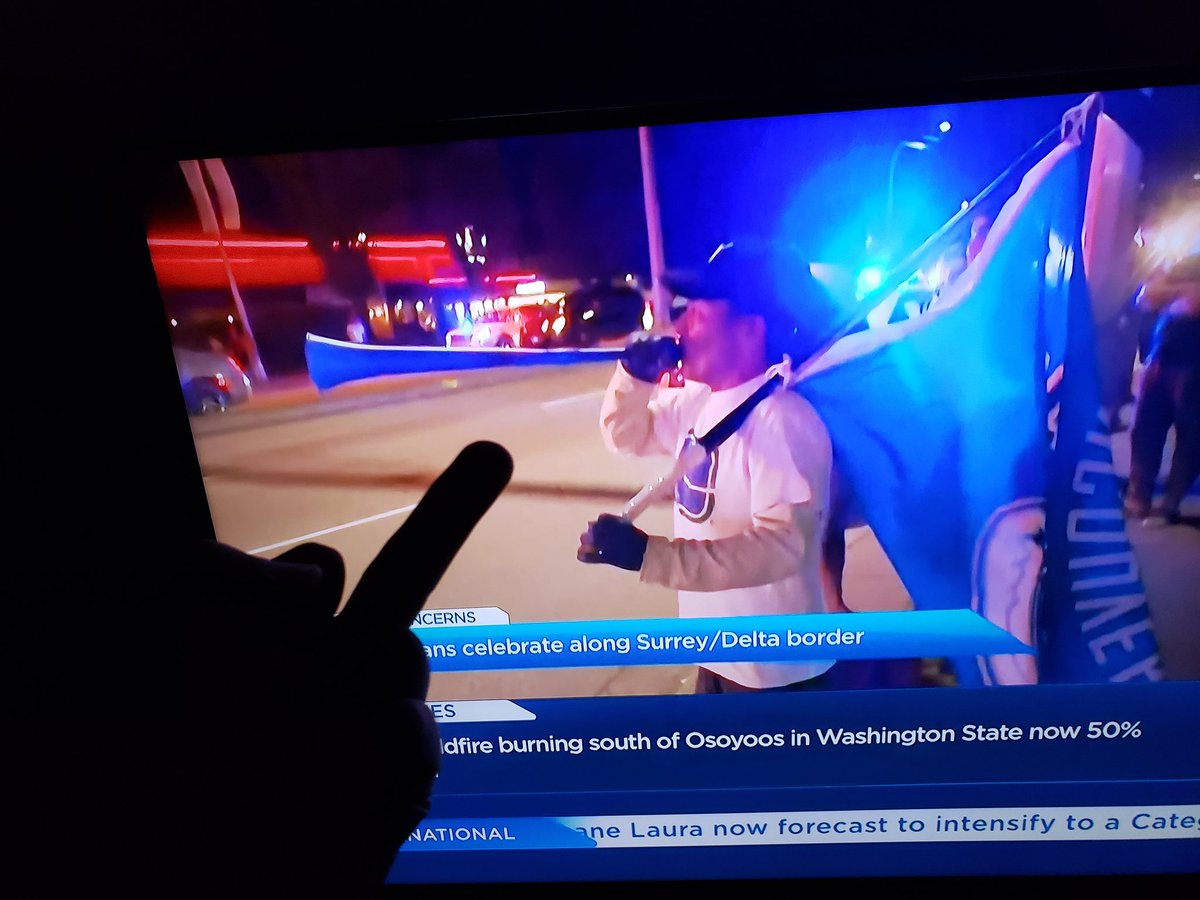 NCERNS
ans celebrate along Surrey/Delta border
ES
ldfire burning south of Osoyoos in Washington State now 50%
NATIONAL
ane Laura now forecast to intensify to a Cate